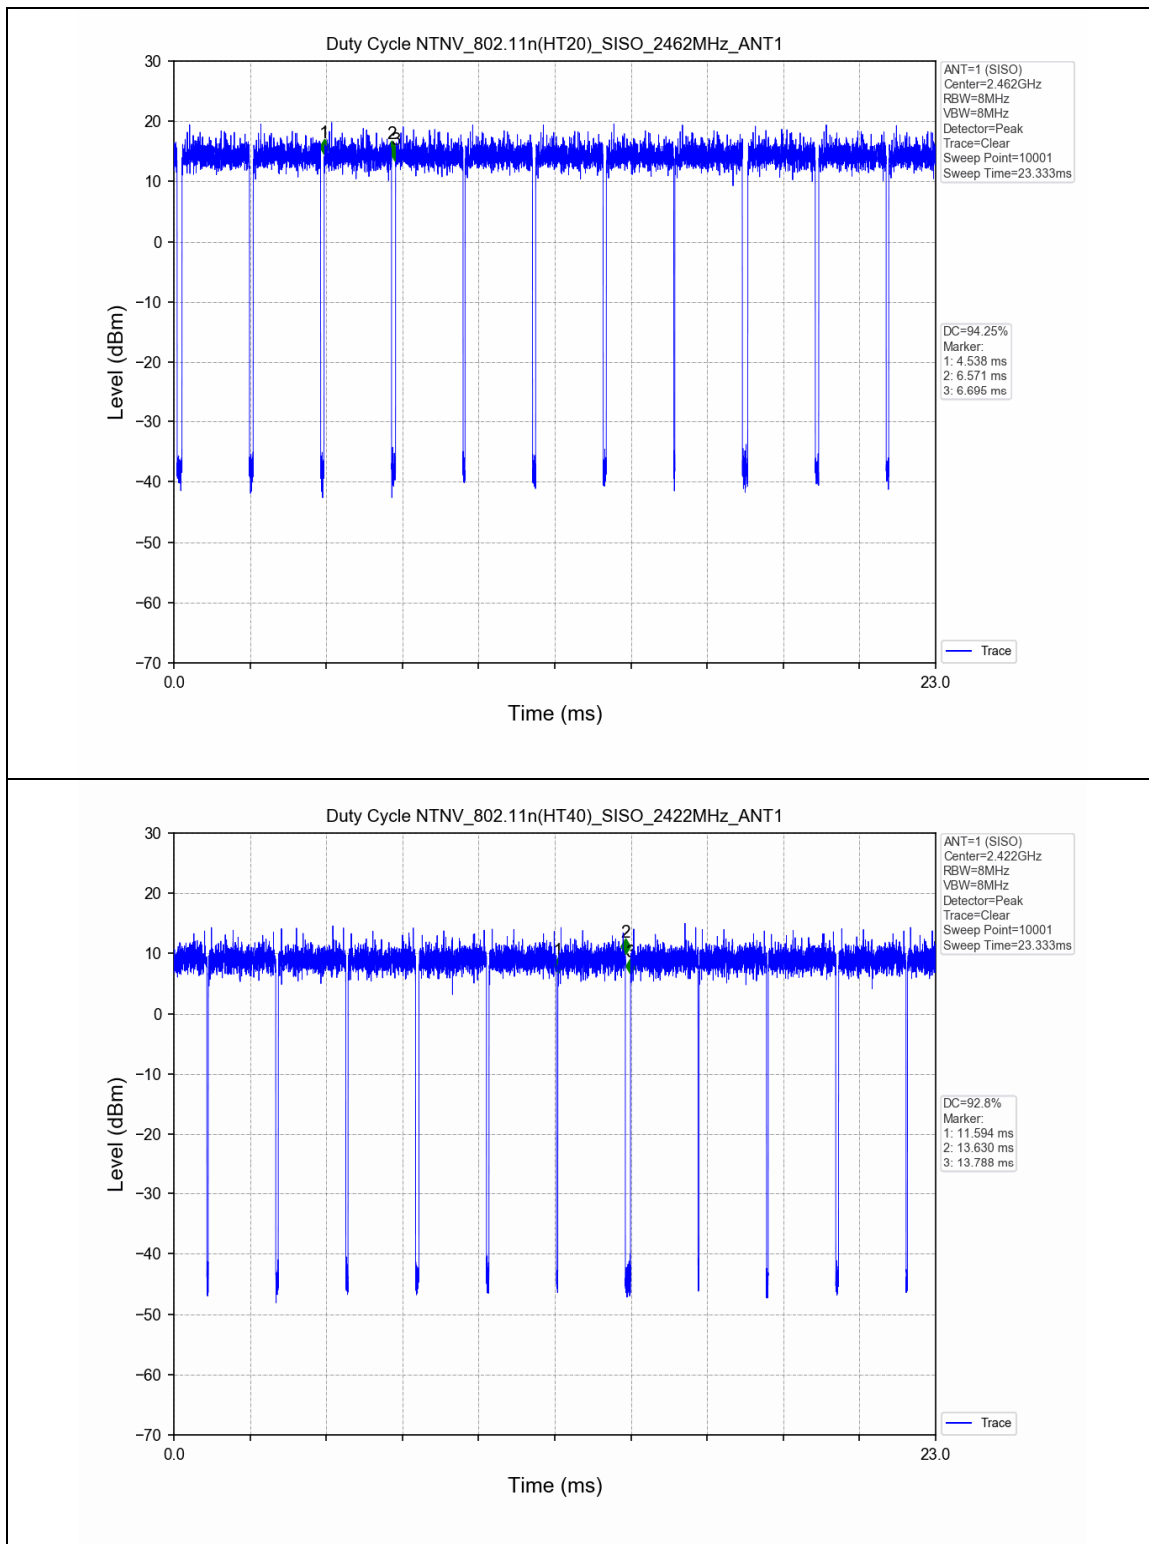 Duty Cycle NTNV_802.11n(HT20)_SISO_2462MHz_ANT1
30
20
10
0
−10
−20
−30
−40
−50
−60
−70
Level (dBm)
1
2
3
0.0
23.0
Time (ms)
ANT=1 (SISO)
Center=2.462GHz
RBW=8MHz
VBW=8MHz
Detector=Peak
Trace=Clear
Sweep Point=10001
Sweep Time=23.333ms
DC=94.25%
Marker:
1: 4.538 ms
2: 6.571 ms
3: 6.695 ms
Trace
Duty Cycle NTNV_802.11n(HT40)_SISO_2422MHz_ANT1
30
20
10
0
−10
−20
−30
−40
−50
−60
−70
Level (dBm)
1
2
3
0.0
23.0
Time (ms)
ANT=1 (SISO)
Center=2.422GHz
RBW=8MHz
VBW=8MHz
Detector=Peak
Trace=Clear
Sweep Point=10001
Sweep Time=23.333ms
DC=92.8%
Marker:
1: 11.594 ms
2: 13.630 ms
3: 13.788 ms
Trace